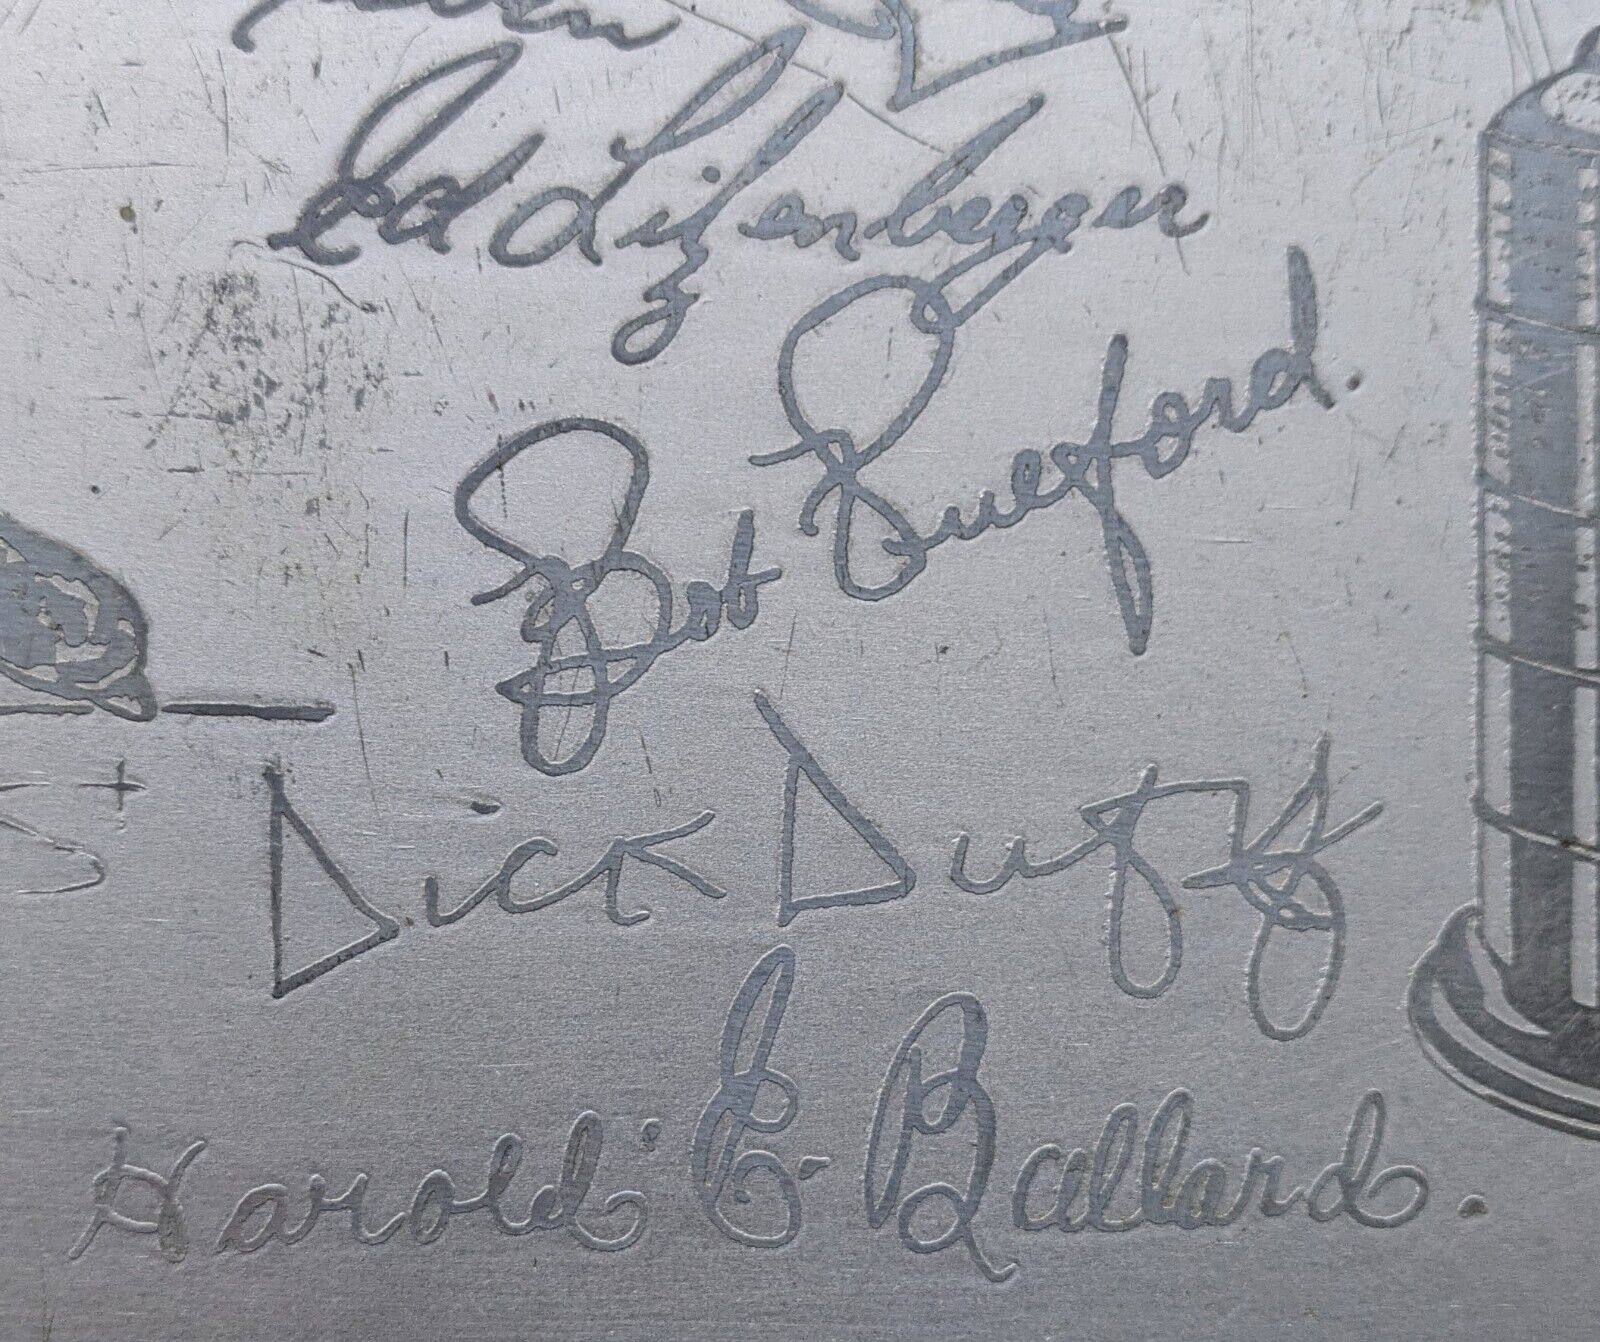 Ed Litzenberger
Bob Pulford.
Dick Duff
Harold E. Ballard.